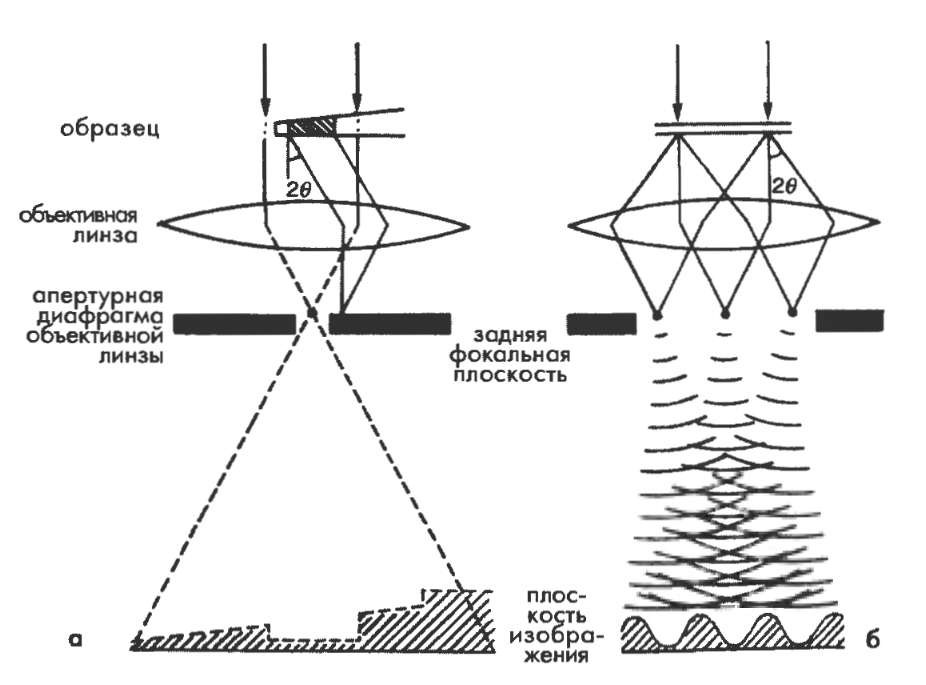 образец
2θ
объективная
линза
апертурная
диафрагма
объективной
линзы
а
2θ
задняя
фокальная
плоскость
плос-
кость
изобра-
жения
б